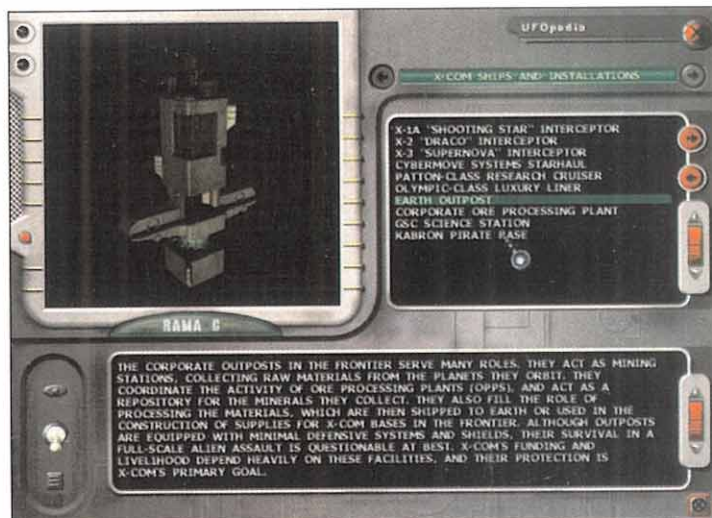 UFOpedia
X-COM SHIPS AND INSTALLATIONS
X-1A "SHOOTING STAR" INTERCEPTOR
X-2 "DRACO" INTERCEPTOR
X-3 "SUPERNOVA" INTERCEPTOR
CYBERMOVE SYSTEMS STARHAUL
PATTON-CLASS RESEARCH CRUISER
OLYMPIC-CLASS LUXURY LINER
EARTH OUTPOST
CORPORATE ORE PROCESSING PLANT
GSC SCIENCE STATION
KABRON PIRATE BASE
RAMA C
THE CORPORATE OUTPOSTS IN THE FRONTIER SERVE MANY ROLES. THEY ACT AS MINING
STATIONS, COLLECTING RAW MATERIALS FROM THE PLANETS THEY ORBIT. THEY
COORDINATE THE ACTIVITY OF ORE PROCESSING PLANTS (OPPS), AND ACT AS A
REPOSITORY FOR THE MINERALS THEY COLLECT. THEY ALSO FILL THE ROLE OF
PROCESSING THE MATERIALS, WHICH ARE THEN SHIPPED TO EARTH OR USED IN THE
CONSTRUCTION OF SUPPLIES FOR X-COM BASES IN THE FRONTIER. ALTHOUGH OUTPOSTS
ARE EQUIPPED WITH MINIMAL DEFENSIVE SYSTEMS AND SHIELDS, THEIR SURVIVAL IN A
FULL-SCALE ALIEN ASSAULT IS QUESTIONABLE AT BEST. X-COM'S FUNDING AND
LIVELIHOOD DEPEND HEAVILY ON THESE FACILITIES, AND THEIR PROTECTION IS
X-COM'S PRIMARY GOAL.